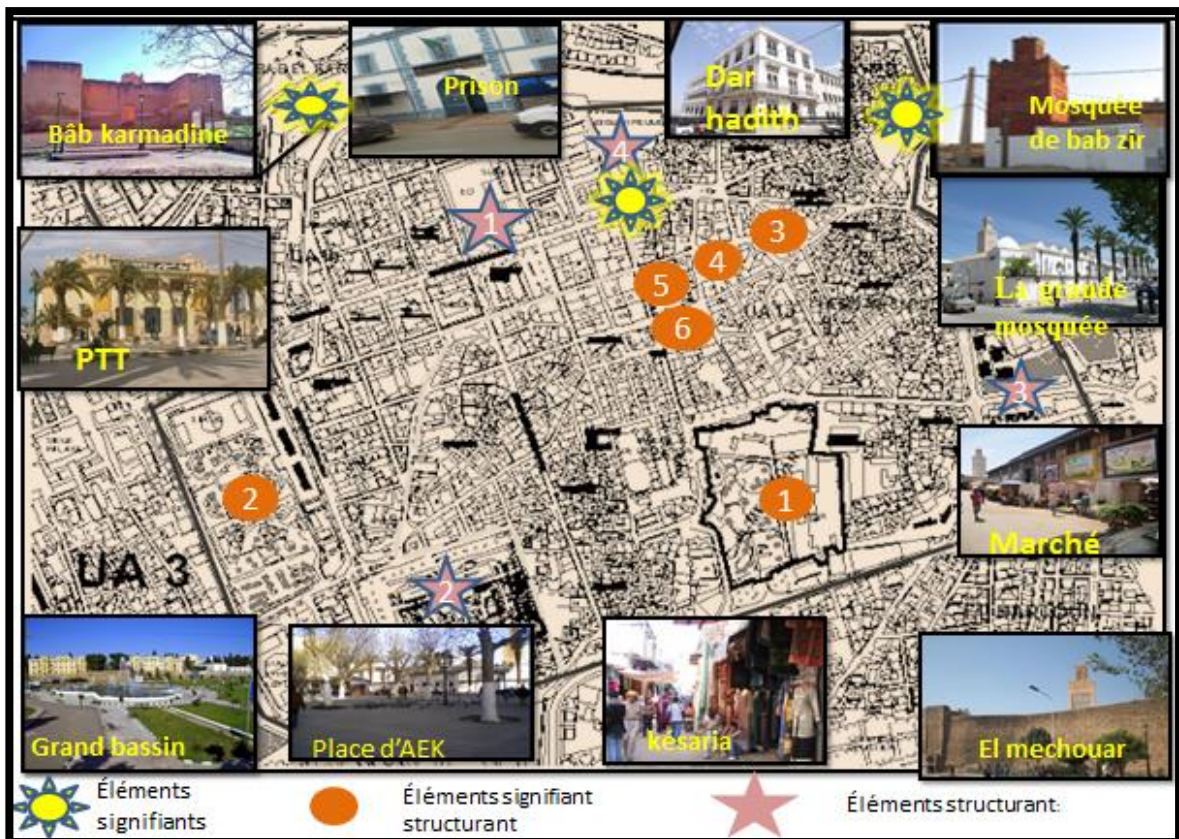 Bâb karmadine
Prison
Dar
hadith
Mosquée
de bab zir
PTT
La grande
mosquée
Marché
Grand bassin
Place d'AEK
késaria
El mechouar
1
4
3
4
5
6
UA 13
3
2
1
2
UA 3
Éléments
signifiants
Éléments signifiant
structurant
Éléments structurant: